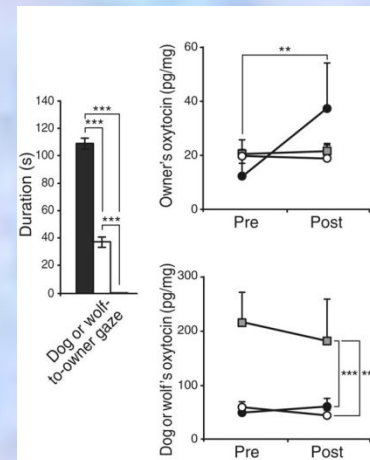 140
120
100
80
60
40
20
0
Duration (s)
***
***
***
Dog or wolf-
to-owner gaze
60
40
20
0
Owner's oxytocin (pg/mg)
**
Pre
Post
300
200
100
0
Dog or wolf's oxytocin (pg/mg)
***
**
Pre
Post